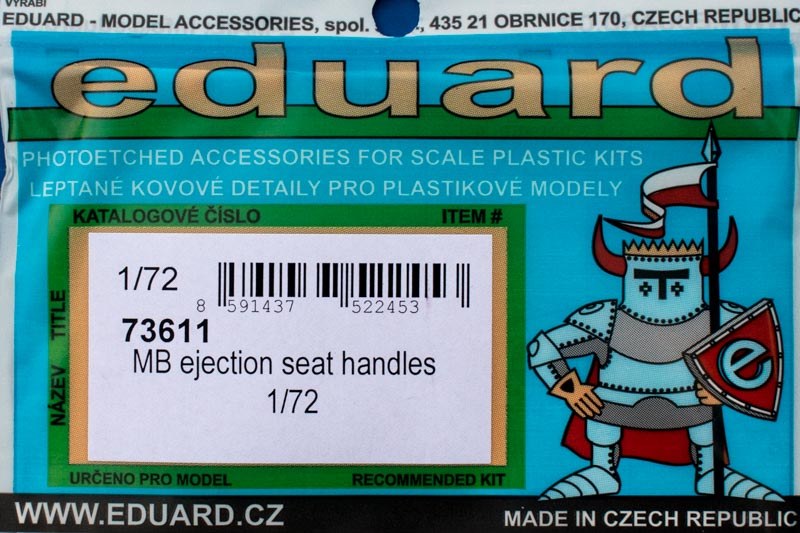 VYRÁBÍ
EDUARD - MODEL ACCESSORIES, spol. , 435 21 OBRNICE 170, CZECH REPUBLIC
eduard
PHOTOETCHED ACCESSORIES FOR SCALE PLASTIC KITS
LEPTANÉ KOVOVÉ DETAILY PRO PLASTIKOVÉ MODELY
KATALOGOVÉ ČÍSLO ITEM #
NÁZEV TITLE
1/72
8 591437 522453
73611
MB ejection seat handles
1/72
e
URČENO PRO MODEL RECOMMENDED KIT
WWW.EDUARD.CZ
MADE IN CZECH REPUBLIC